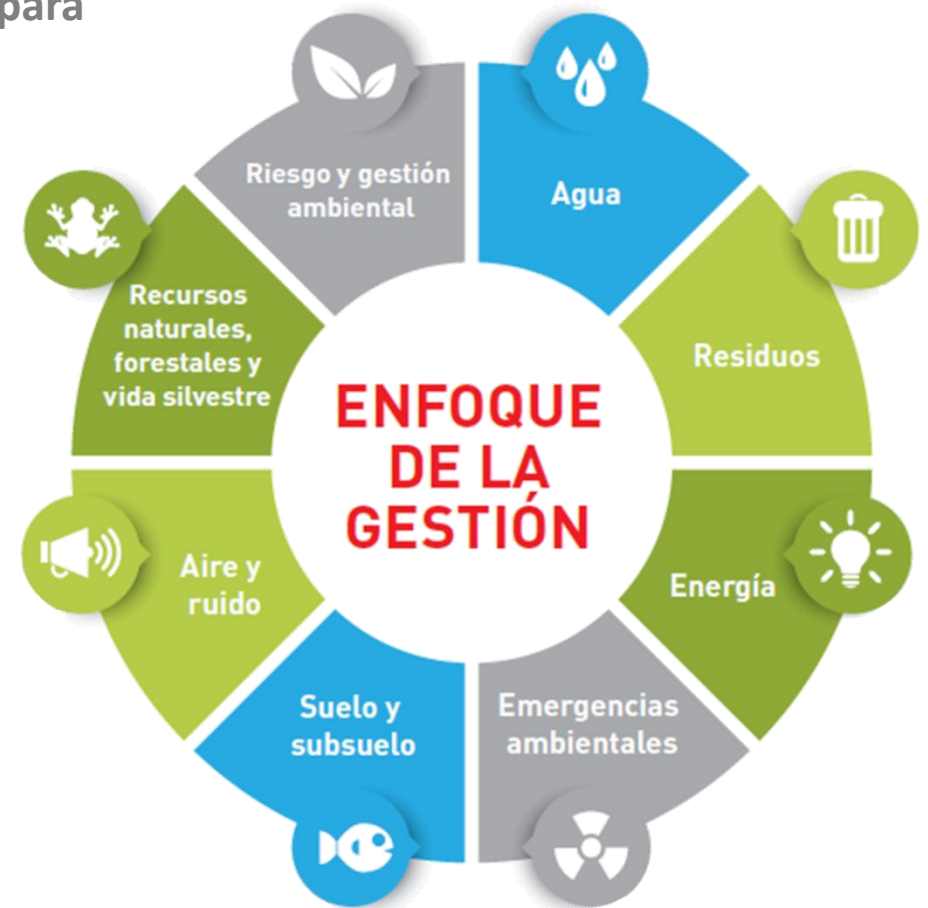 para
Riesgo y gestión
ambiental
Agua
Residuos
Energía
Emergencias
ambientales
Suelo y
subsuelo
Aire y
ruido
Recursos
naturales,
forestales y
vida silvestre
ENFOQUE
DE LA
GESTIÓN